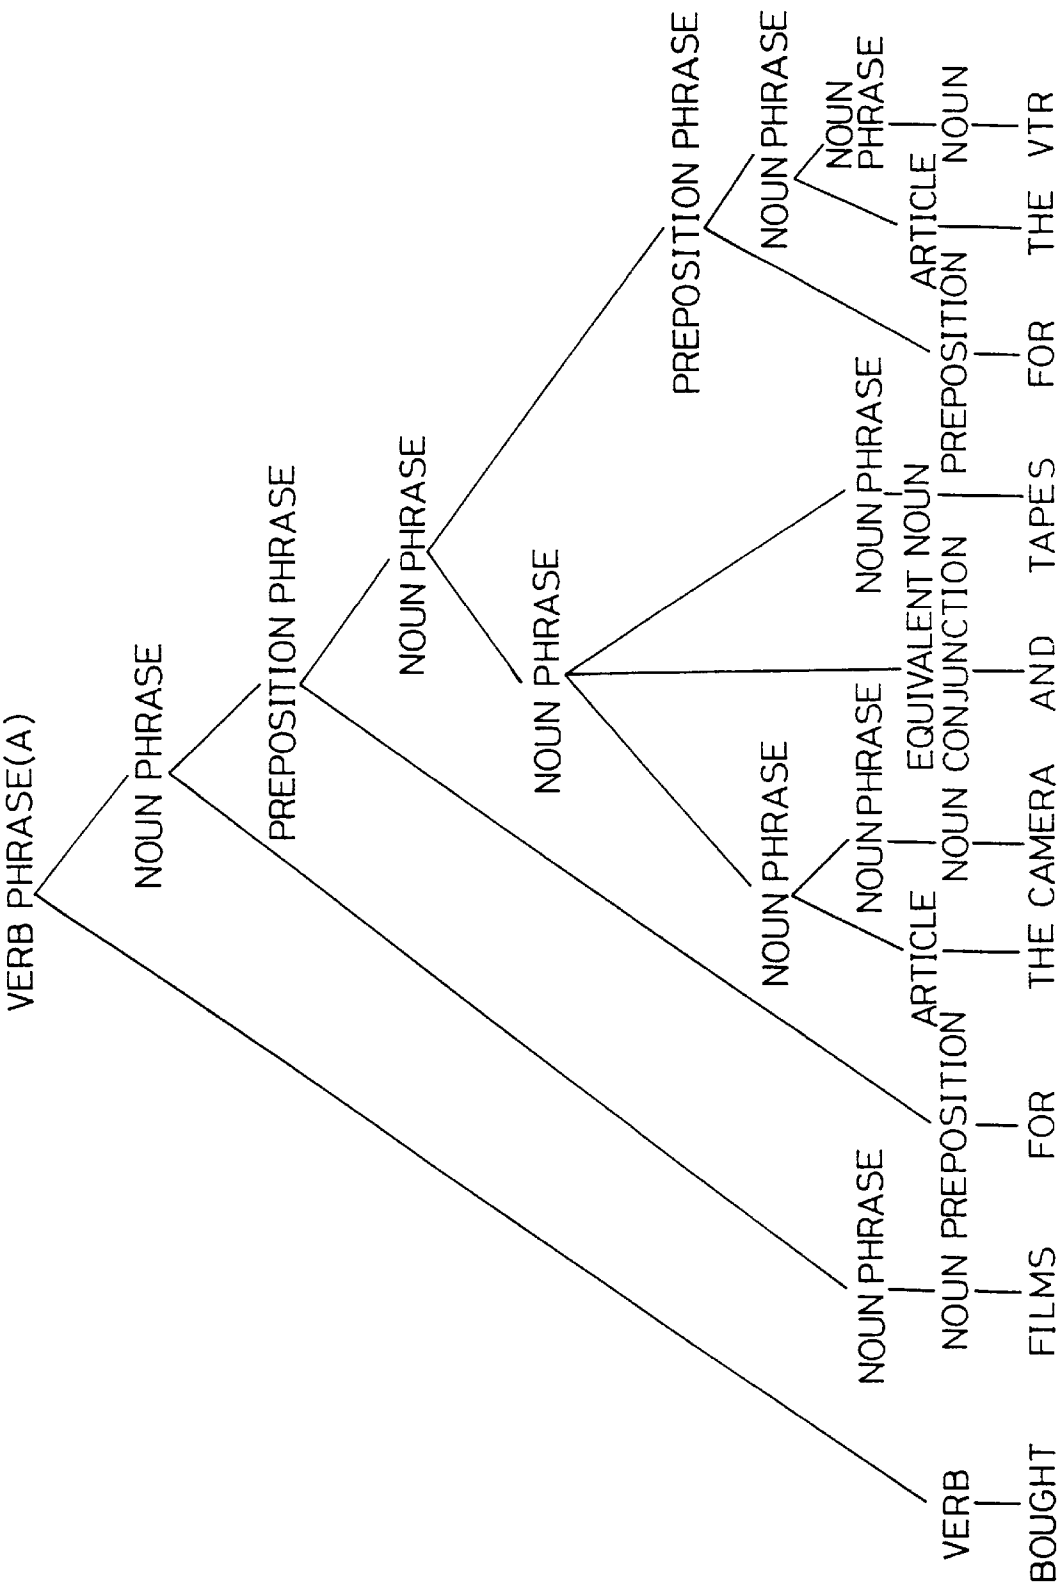 VERB PHRASE(A)
NOUN PHRASE
PREPOSITION PHRASE
NOUN PHRASE
NOUN PHRASE
PREPOSITION PHRASE
NOUN PHRASE
NOUN PHRASE
NOUN PHRASE
NOUN PHRASE
NOUN PHRASE
NOUN
PHRASE
ARTICLE
EQUIVALENT
NOUN
ARTICLE
VERB
NOUN
PREPOSITION
NOUN
CONJUNCTION
PREPOSITION
NOUN
BOUGHT FILMS FOR THE CAMERA AND TAPES FOR THE VTR